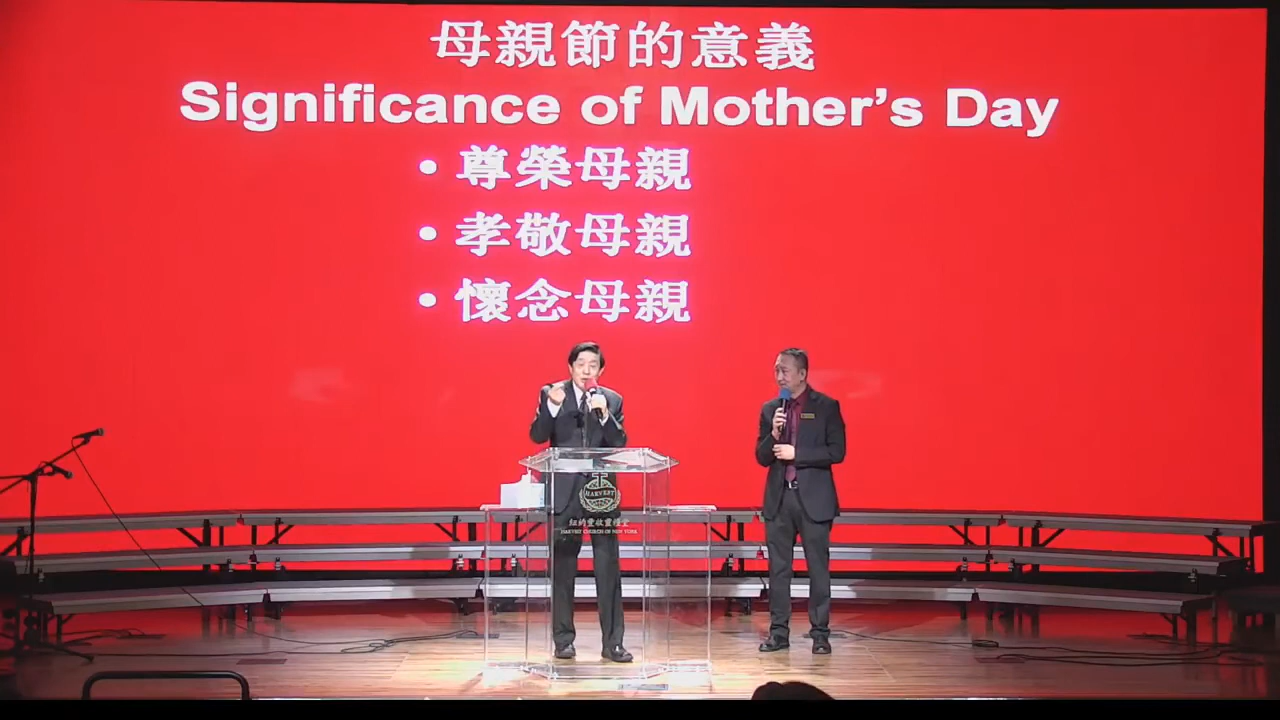 母親節的意義
Significance of Mother's Day
• 尊榮母親
• 孝敬母親
• 懷念母親
HARVEST
紐約豐收靈糧堂
HARVEST CHURCH OF NEW YORK